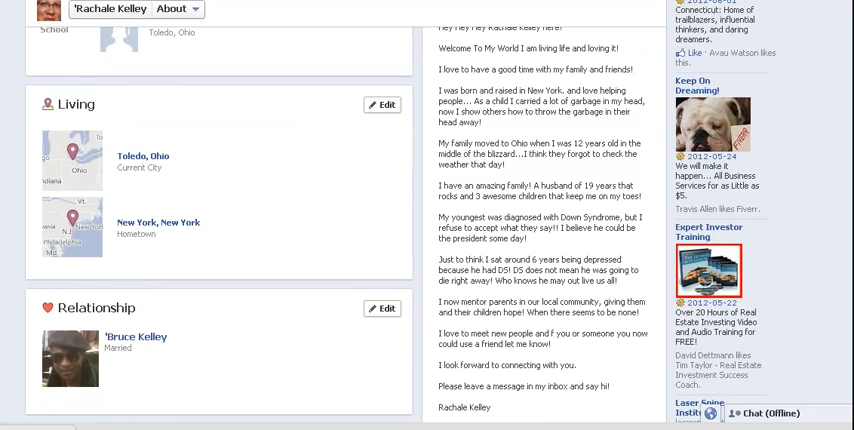 'Rachale Kelley About
School
Toledo, Ohio
Living
Edit
Toledo, Ohio
Current City
New York, New York
Hometown
Relationship
Edit
'Bruce Kelley
Married
Hey Hey Hey Rachale Kelley here!
Welcome To My World I am living life and loving it!
I love to have a good time with my family and friends!
I was born and raised in New York. and love helping
people... As a child I carried a lot of garbage in my head,
now I show others how to throw the garbage in their
head away!
My family moved to Ohio when I was 12 years old in the
middle of the blizzard...I think they forgot to check the
weather that day!
I have an amazing family! A husband of 19 years that
rocks and 3 awesome children that keep me on my toes!
My youngest was diagnosed with Down Syndrome, but I
refuse to accept what they say!! I believe he could be
the president some day!
Just to think I sat around 6 years being depressed
because he had DS! DS does not mean he was going to
die right away! Who knows he may out live us all!
I now mentor parents in our local community, giving them
and their children hope! When there seems to be none!
I love to meet new people and f you or someone you now
could use a friend let me know!
I look forward to connecting with you.
Please leave a message in my inbox and say hi!
Rachale Kelley
2012-06-01
Connecticut: Home of
trailblazers, influential
thinkers, and daring
dreamers.
Like · Avau Watson likes
this.
Keep On
Dreaming!
FIVERR
2012-05-24
We will make it
happen... All Business
Services for as Little as
$5.
Travis Allen likes Fiverr.
Expert Investor
Training
2012-05-22
Over 20 Hours of Real
Estate Investing Video
and Audio Training for
FREE!
David Dettmann likes
Tim Taylor - Real Estate
Investment Success
Coach.
Laser Spine
Instit
Chat (Offline)